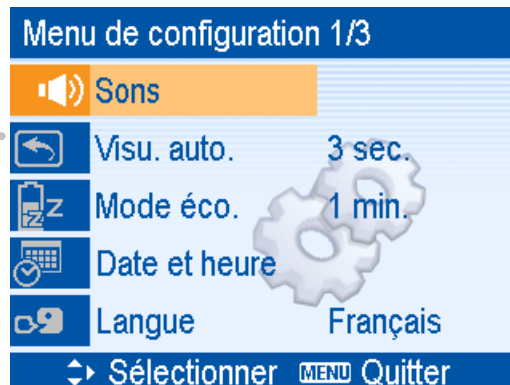 Menu de configuration 1/3
Sons
Visu. auto. 3 sec.
z z Mode éco. 1 min.
Date et heure
Langue Français
Sélectionner MENU Quitter